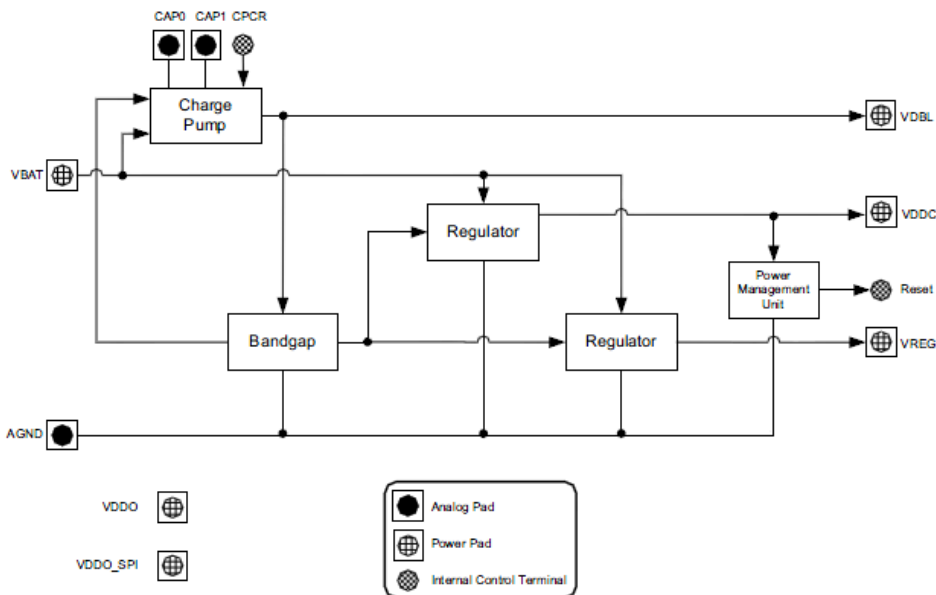 CAP0 CAP1 CPCR
Charge
Pump
VDBL
VBAT
VDDC
Regulator
Power
Management
Unit
Reset
Bandgap
Regulator
VREG
AGND
VDDO
Analog Pad
Power Pad
VDDO_SPI
Internal Control Terminal